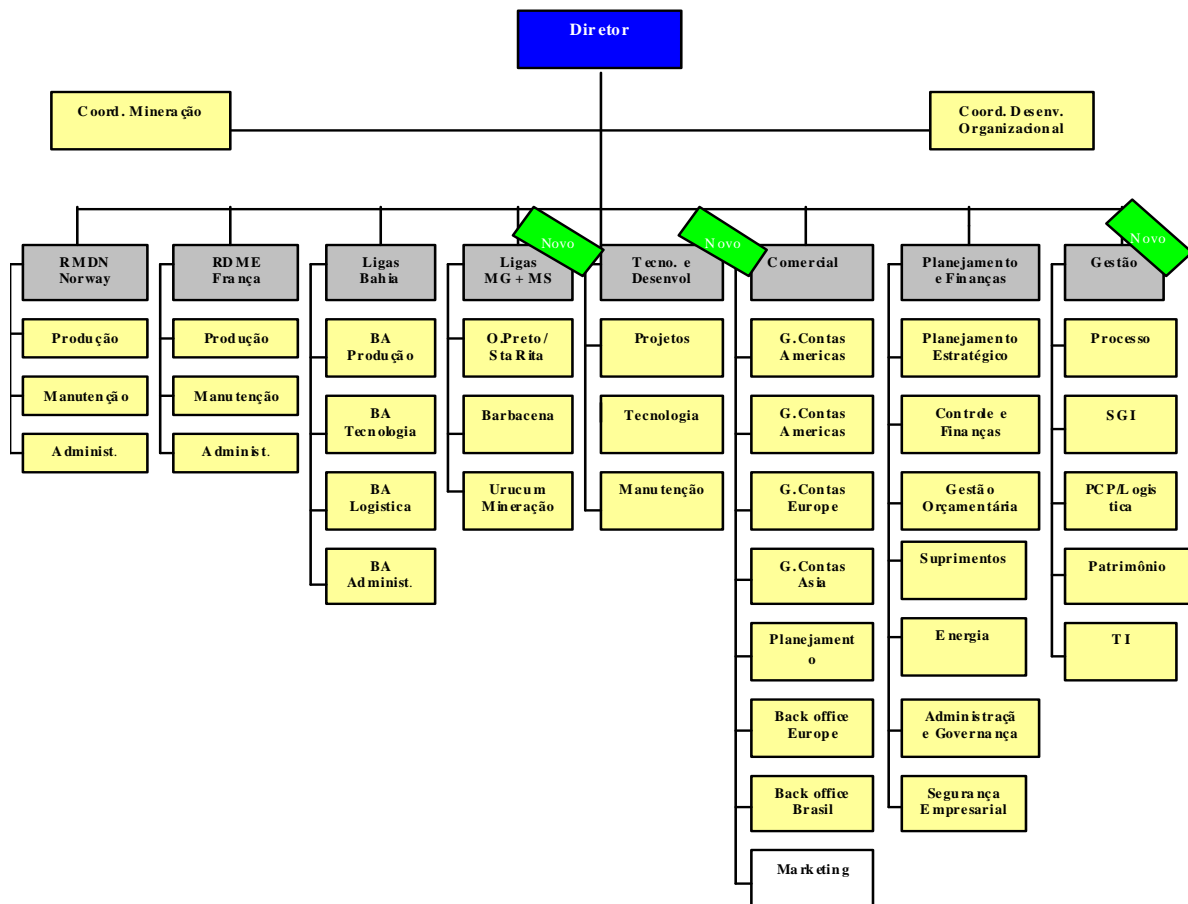 Diretor
Coord. Mineração
Coord. Desenv.
Organizacional
Novo
Novo
Novo
RMDN
Norway
Produção
Manutenção
Administ.
RDME
França
Produção
Manutenção
Administ.
Ligas
Bahia
BA
Produção
BA
Tecnologia
BA
Logistica
BA
Administ.
Ligas
MG + MS
O.Preto/
Sta Rita
Barbacena
Urucum
Mineração
Tecno. e
Desenvol
Projetos
Tecnologia
Manutenção
Comercial
G.Contas
Americas
G.Contas
Americas
G.Contas
Europe
G.Contas
Asia
Planejament
o
Back office
Europe
Back office
Brasil
Marketing
Planejamento
e Finanças
Planejamento
Estratégico
Controle e
Finanças
Gestão
Orçamentária
Suprimentos
Energia
Administraçã
e Governança
Segurança
Empresarial
Gestão
Processo
SGI
PCP/Logis
tica
Patrimônio
TI